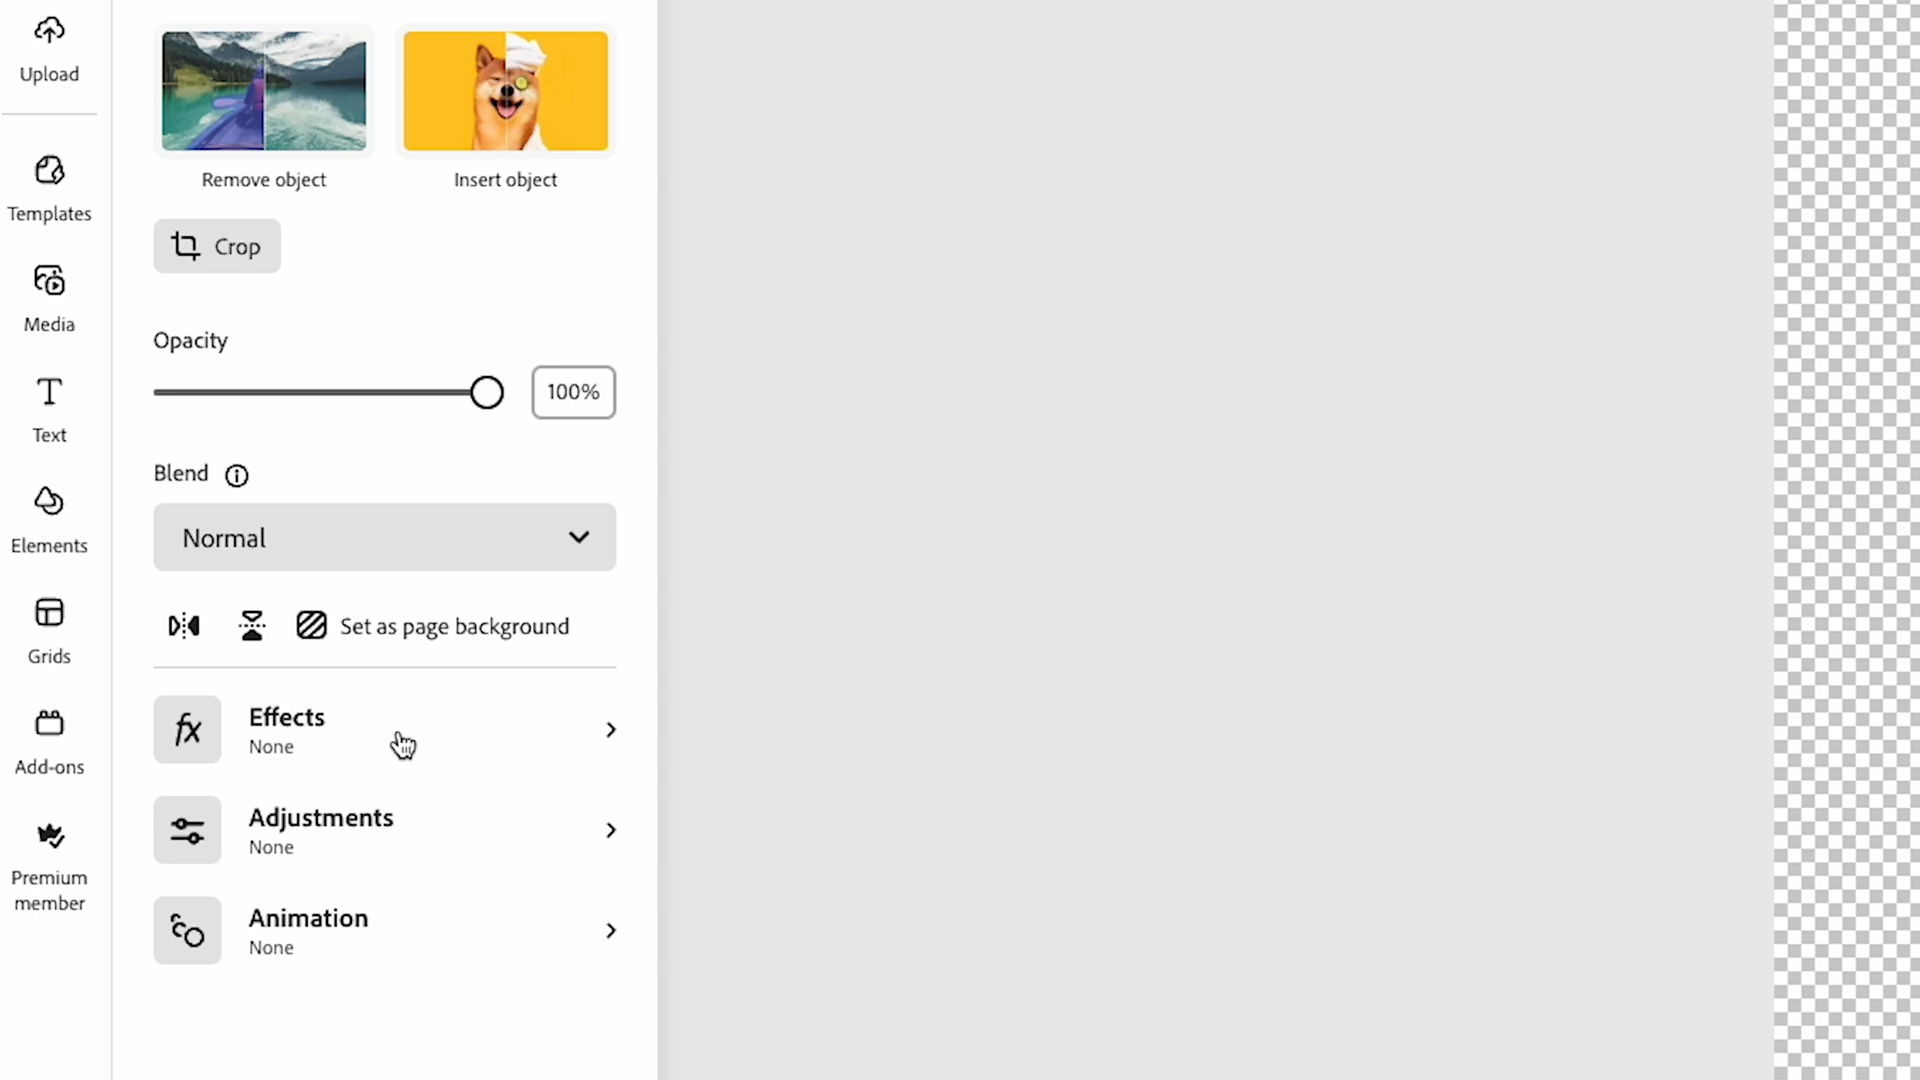 Upload
Templates
Media
Text
Elements
Grids
Add-ons
Premium
member
Remove object
Insert object
Crop
Opacity
100%
Blend
Normal
Set as page background
fx
Effects
None
Adjustments
None
Animation
None